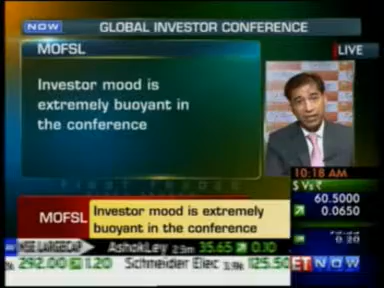 NOW GLOBAL INVESTOR CONFERENCE
MOFSL
LIVE
Investor mood is
extremely buoyant in
the conference
10:18 AM
$ Vs ₹
60.5000
0.0650
MOFSL
Investor mood is extremely
buoyant in the conference
NSE LARGECAP AshokLey 2.3m 35.65 0.10
292.00 1.20 Schneider Elec 125.50
ET NOW